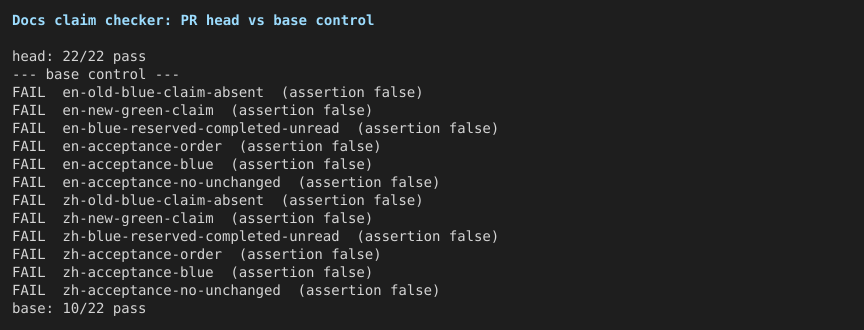 Docs claim checker: PR head vs base control
head: 22/22 pass
--- base control ---
FAIL  en-old-blue-claim-absent  (assertion false)
FAIL  en-new-green-claim  (assertion false)
FAIL  en-blue-reserved-completed-unread  (assertion false)
FAIL  en-acceptance-order  (assertion false)
FAIL  en-acceptance-blue  (assertion false)
FAIL  en-acceptance-no-unchanged  (assertion false)
FAIL  zh-old-blue-claim-absent  (assertion false)
FAIL  zh-new-green-claim  (assertion false)
FAIL  zh-blue-reserved-completed-unread  (assertion false)
FAIL  zh-acceptance-order  (assertion false)
FAIL  zh-acceptance-blue  (assertion false)
FAIL  zh-acceptance-no-unchanged  (assertion false)
base: 10/22 pass